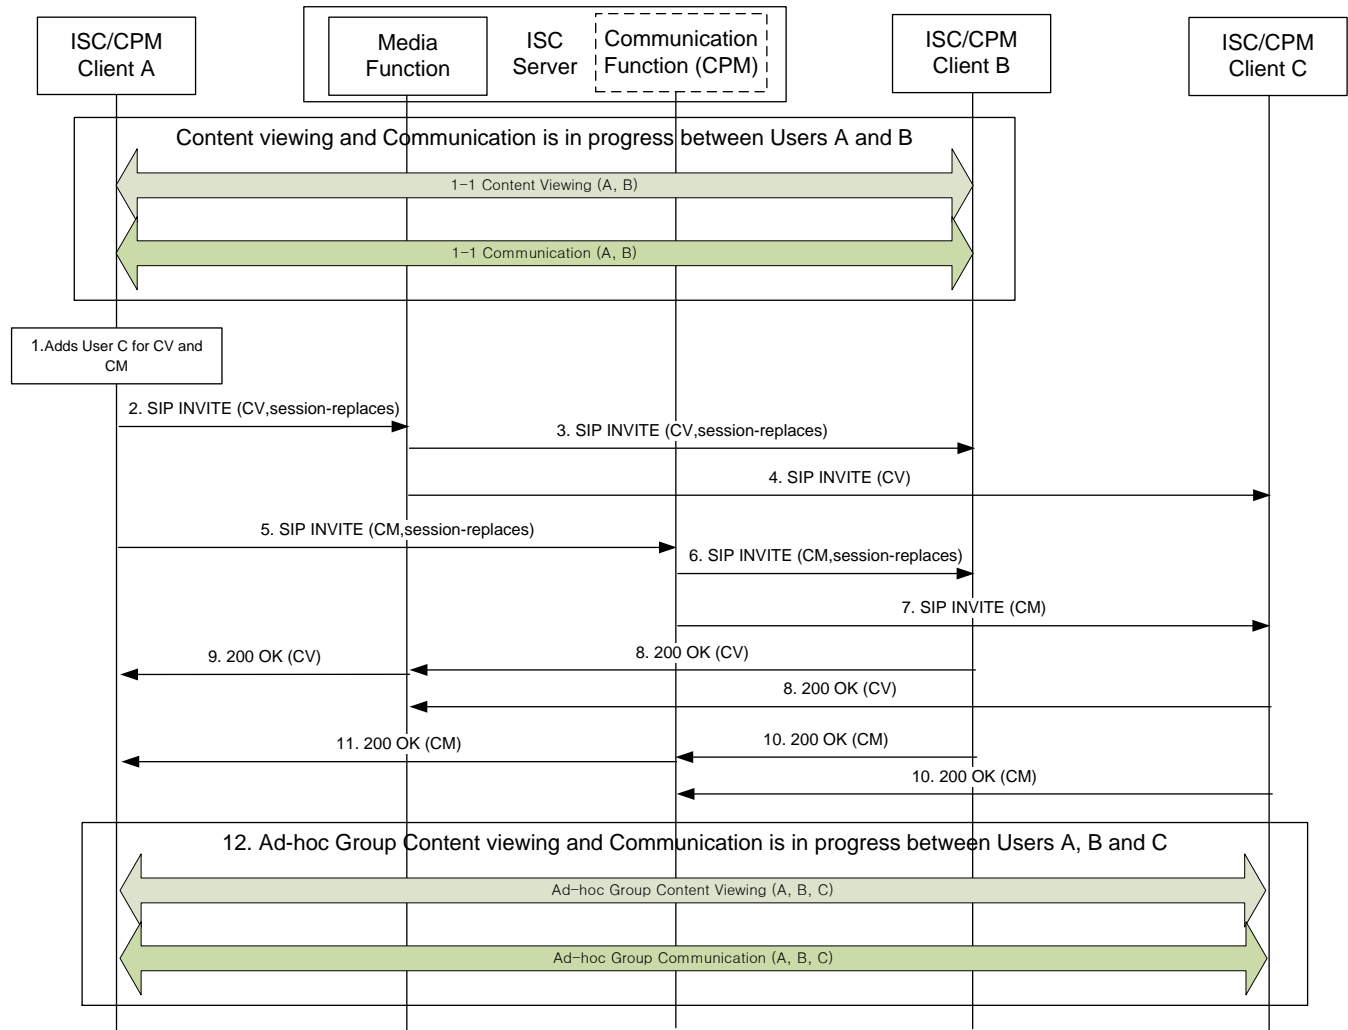 ISC/CPM
Client A
Media
Function
ISC
Server
Communication
Function (CPM)
ISC/CPM
Client B
ISC/CPM
Client C
Content viewing and Communication is in progress between Users A and B
1-1 Content Viewing (A, B)
1-1 Communication (A, B)
1.Adds User C for CV and
CM
2. SIP INVITE (CV,session-replaces)
3. SIP INVITE (CV,session-replaces)
4. SIP INVITE (CV)
5. SIP INVITE (CM,session-replaces)
6. SIP INVITE (CM,session-replaces)
7. SIP INVITE (CM)
9. 200 OK (CV)
8. 200 OK (CV)
8. 200 OK (CV)
11. 200 OK (CM)
10. 200 OK (CM)
10. 200 OK (CM)
12. Ad-hoc Group Content viewing and Communication is in progress between Users A, B and C
Ad-hoc Group Content Viewing (A, B, C)
Ad-hoc Group Communication (A, B, C)